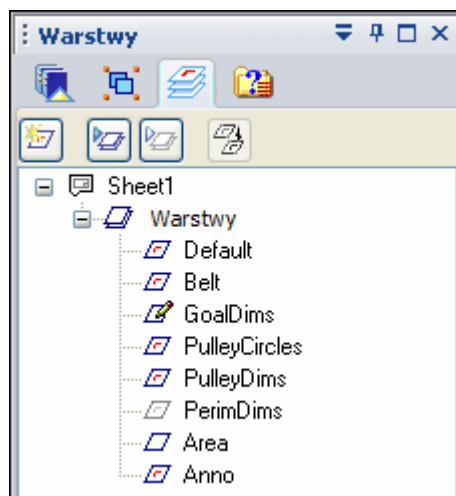 Warstwy
Sheet1
Warstwy
Default
Belt
GoalDims
PulleyCircles
PulleyDims
PerimDims
Area
Anno